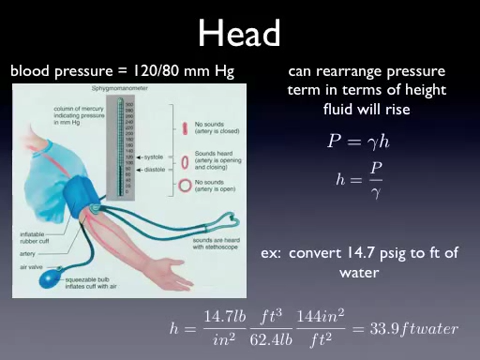 Head
blood pressure = 120/80 mm Hg
Sphygmomanometer
column of mercury
indicating pressure
in mm Hg
No sounds
(artery is closed)
Sounds heard
(artery is opening
and closing)
systole
diastole
No sounds
(artery is open)
inflatable
rubber cuff
artery
air valve
squeezable bulb
inflates cuff with air
sounds are heard
with stethoscope
can rearrange pressure
term in terms of height
fluid will rise
P = γh
h = P/γ
ex: convert 14.7 psig to ft of
water
h = 14.7lb/in² ft³/62.4lb 144in²/ft² = 33.9ftwater